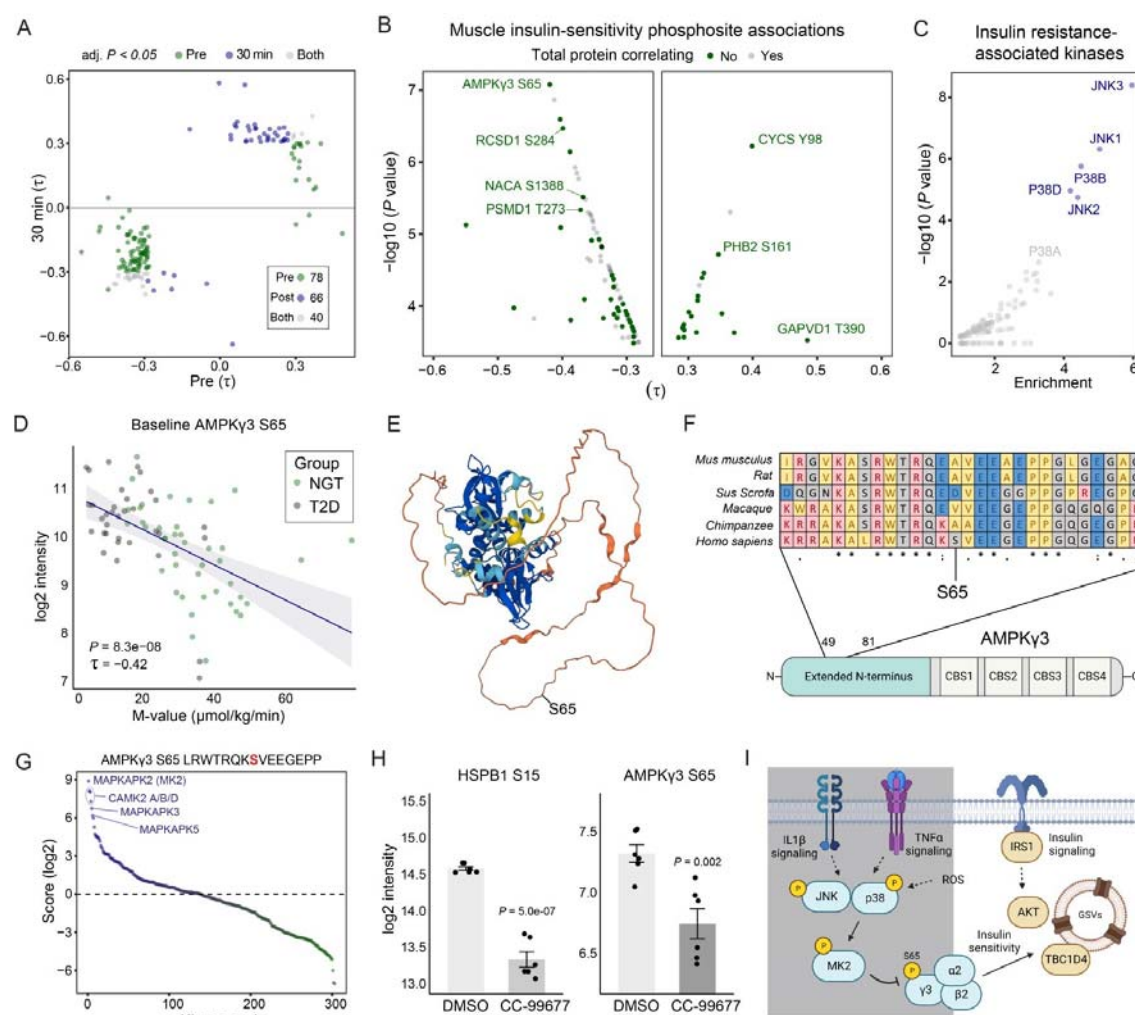 A
adj. P < 0.05 Pre 30 min Both
0.6
0.3
0.0
−0.3
−0.6
30 min (τ)
Pre 78
Post 66
Both 40
−0.6 −0.3 0.0 0.3
Pre (τ)
B
Muscle insulin-sensitivity phosphosite associations
Total protein correlating No Yes
−log10 (P value)
7
6
5
4
AMPKγ3 S65
RCSD1 S284
NACA S1388
PSMD1 T273
CYCS Y98
PHB2 S161
GAPVD1 T390
−0.6 −0.5 −0.4 −0.3 0.3 0.4 0.5 0.6
(τ)
C
Insulin resistance-
associated kinases
−log10 (P value)
8
6
4
2
0
JNK3
JNK1
P38B
P38D
JNK2
P38A
2 4 6
Enrichment
D
Baseline AMPKγ3 S65
log2 intensity
11
10
9
8
7
Group
NGT
T2D
P = 8.3e−08
τ = −0.42
0 20 40 60
M-value (μmol/kg/min)
E
S65
F
Mus musculus IRGVKASRWTRQEAVEEAEPPGLGEGAG
Rat IRGVKASRWTRQEAVEEAEPPGLGEGAG
Sus Scrofa DQGNKASRWTRQEDVEEGGPPGPREGPG
Macaque KWRAKASRWTRQEVVEEGEPPGQGQGPL
Chimpanzee KRRAKASRWTRQKAAEEGEPPGQGEGPL
Homo sapiens KRRAKALRWTRQKSVEEGEPPGQGEGPR
S65
49 81
AMPKγ3
N
Extended N-terminus
CBS1 CBS2 CBS3 CBS4
G
AMPKγ3 S65 LRWTRQKSVEEGEPP
Score (log2)
9
6
3
0
−3
−6
MAPKAPK2 (MK2)
CAMK2 A/B/D
MAPKAPK3
MAPKAPK5
0 100 200 300
H
HSPB1 S15
log2 intensity
15.5
15.0
14.5
14.0
13.5
13.0
P = 5.0e-07
DMSO CC-99677
AMPKγ3 S65
7.5
7.0
6.5
P = 0.002
DMSO CC-99677
I
IL1β
signaling
TNFα
signaling
Insulin
signaling
IRS1
P
JNK
p38
P
ROS
AKT
GSVs
P
MK2
Insulin
sensitivity
TBC1D4
S65
P
γ3
α2
β2